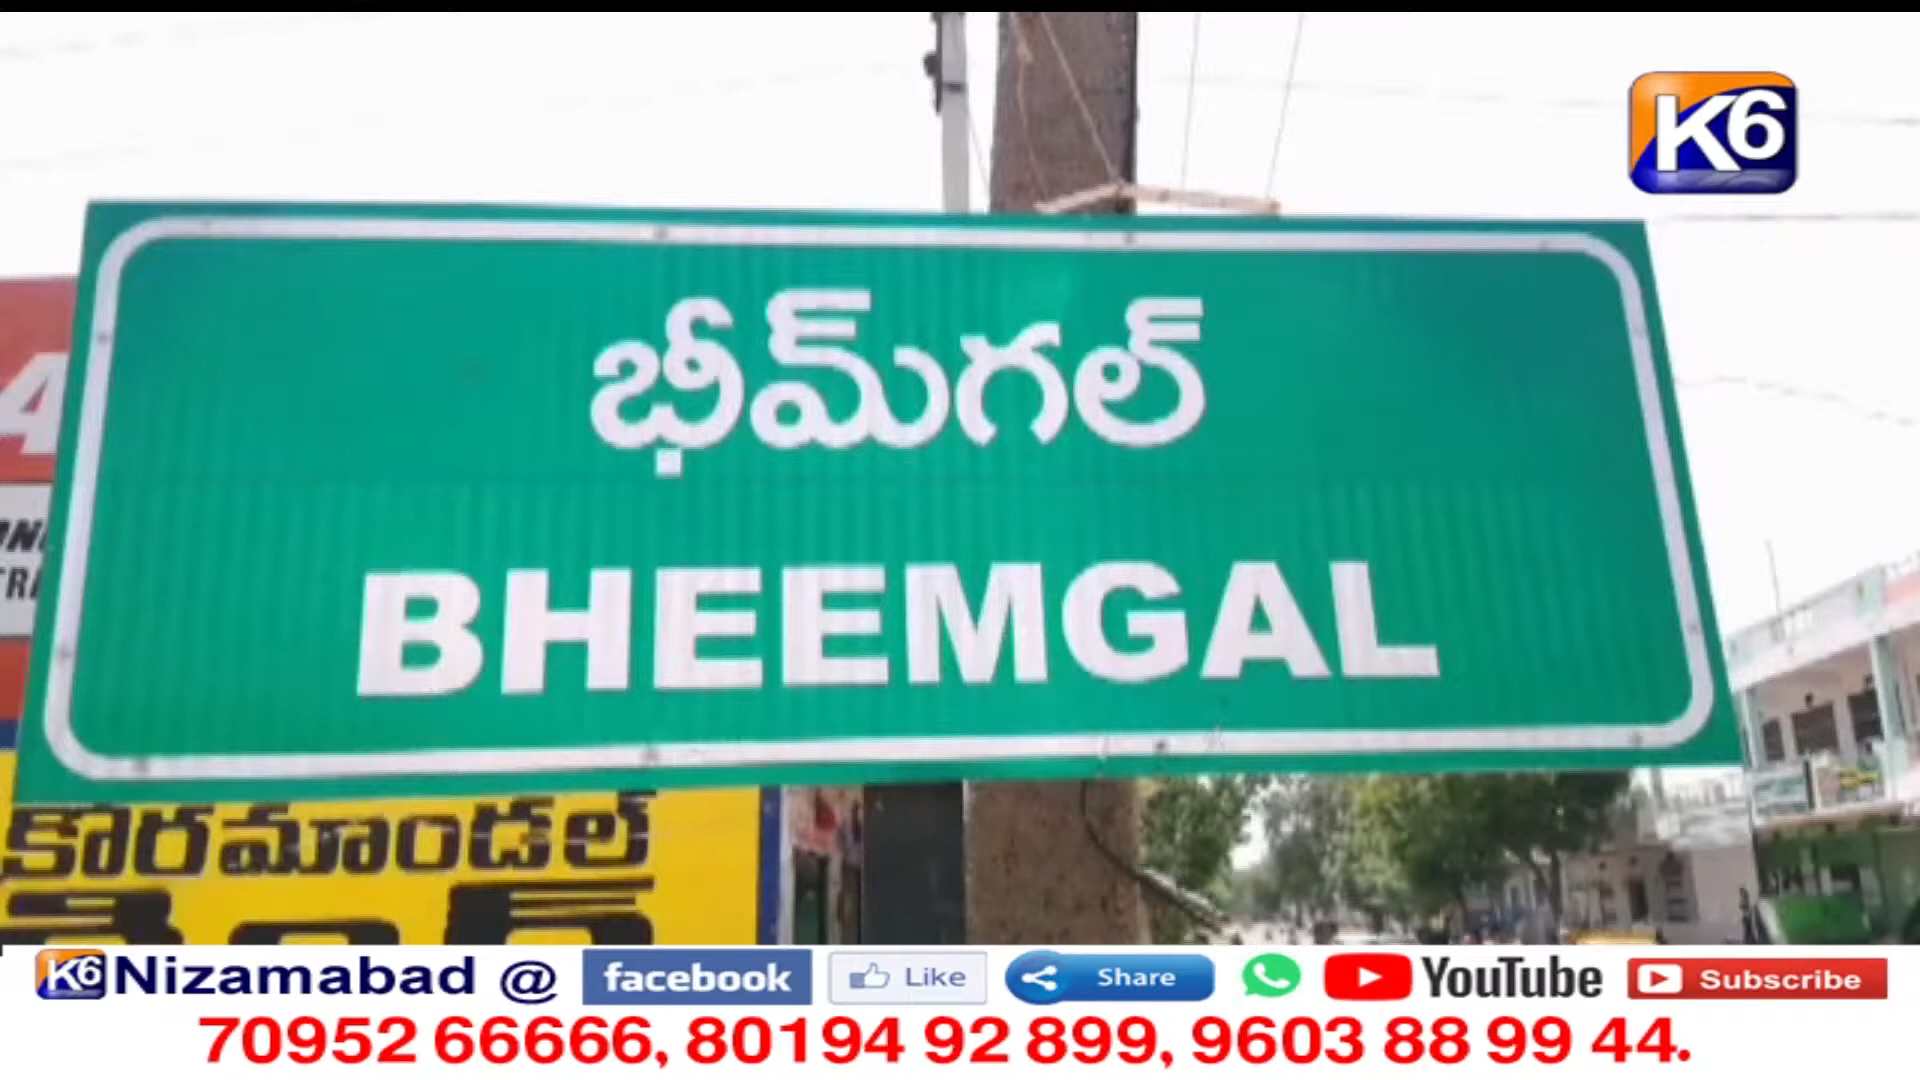 K6
భీమ్‌గల్
BHEEMGAL
కోరమాండల్
K6 Nizamabad @ facebook Like Share YouTube Subscribe
70952 66666, 80194 92 899, 9603 88 99 44.